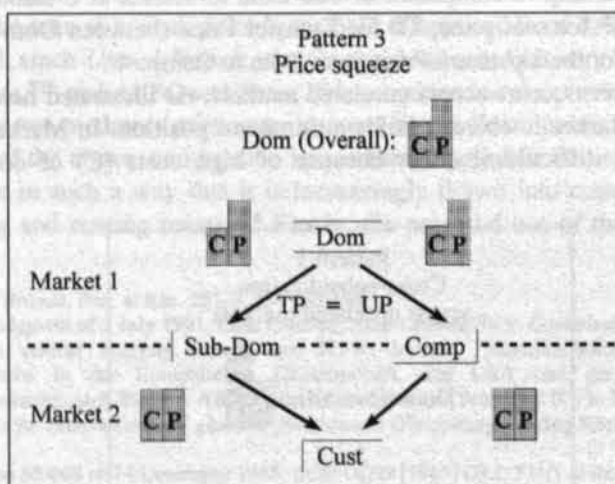 Pattern 3
Price squeeze
Dom (Overall):
C P
C P
Dom
C P
Market 1
TP = UP
Sub-Dom
Comp
Market 2
C P
C P
Cust